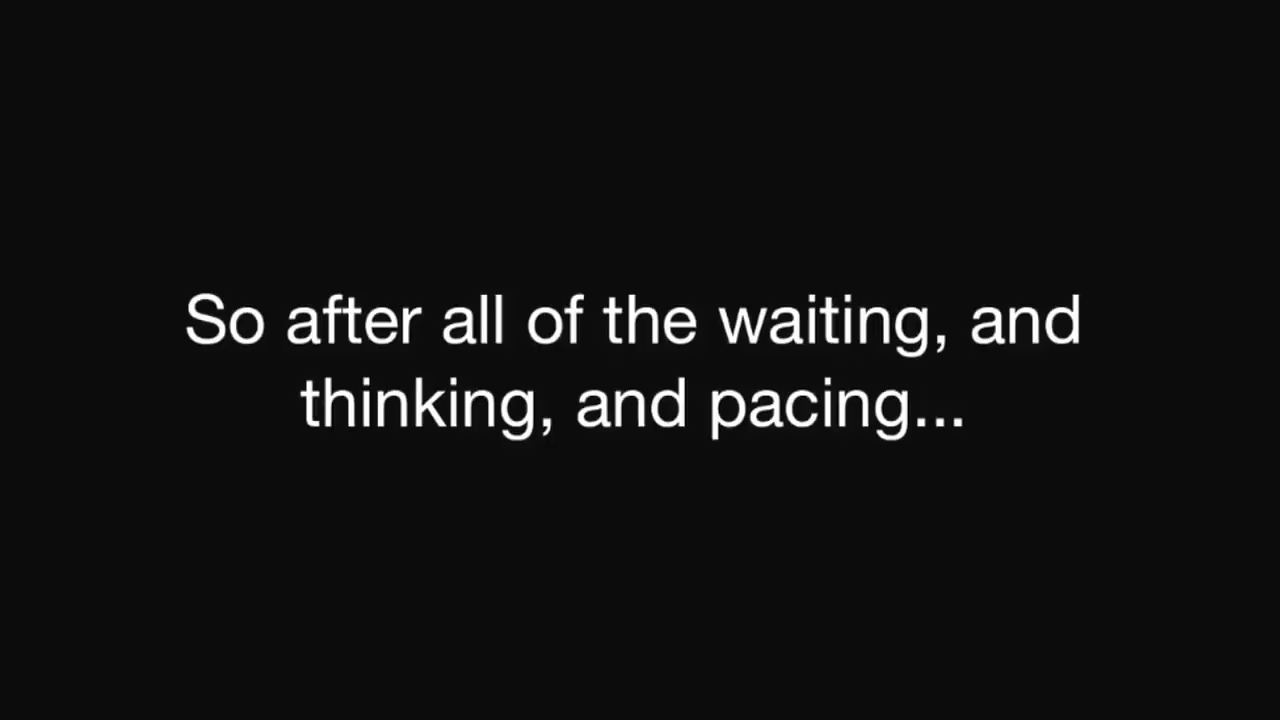 So after all of the waiting, and
thinking, and pacing...